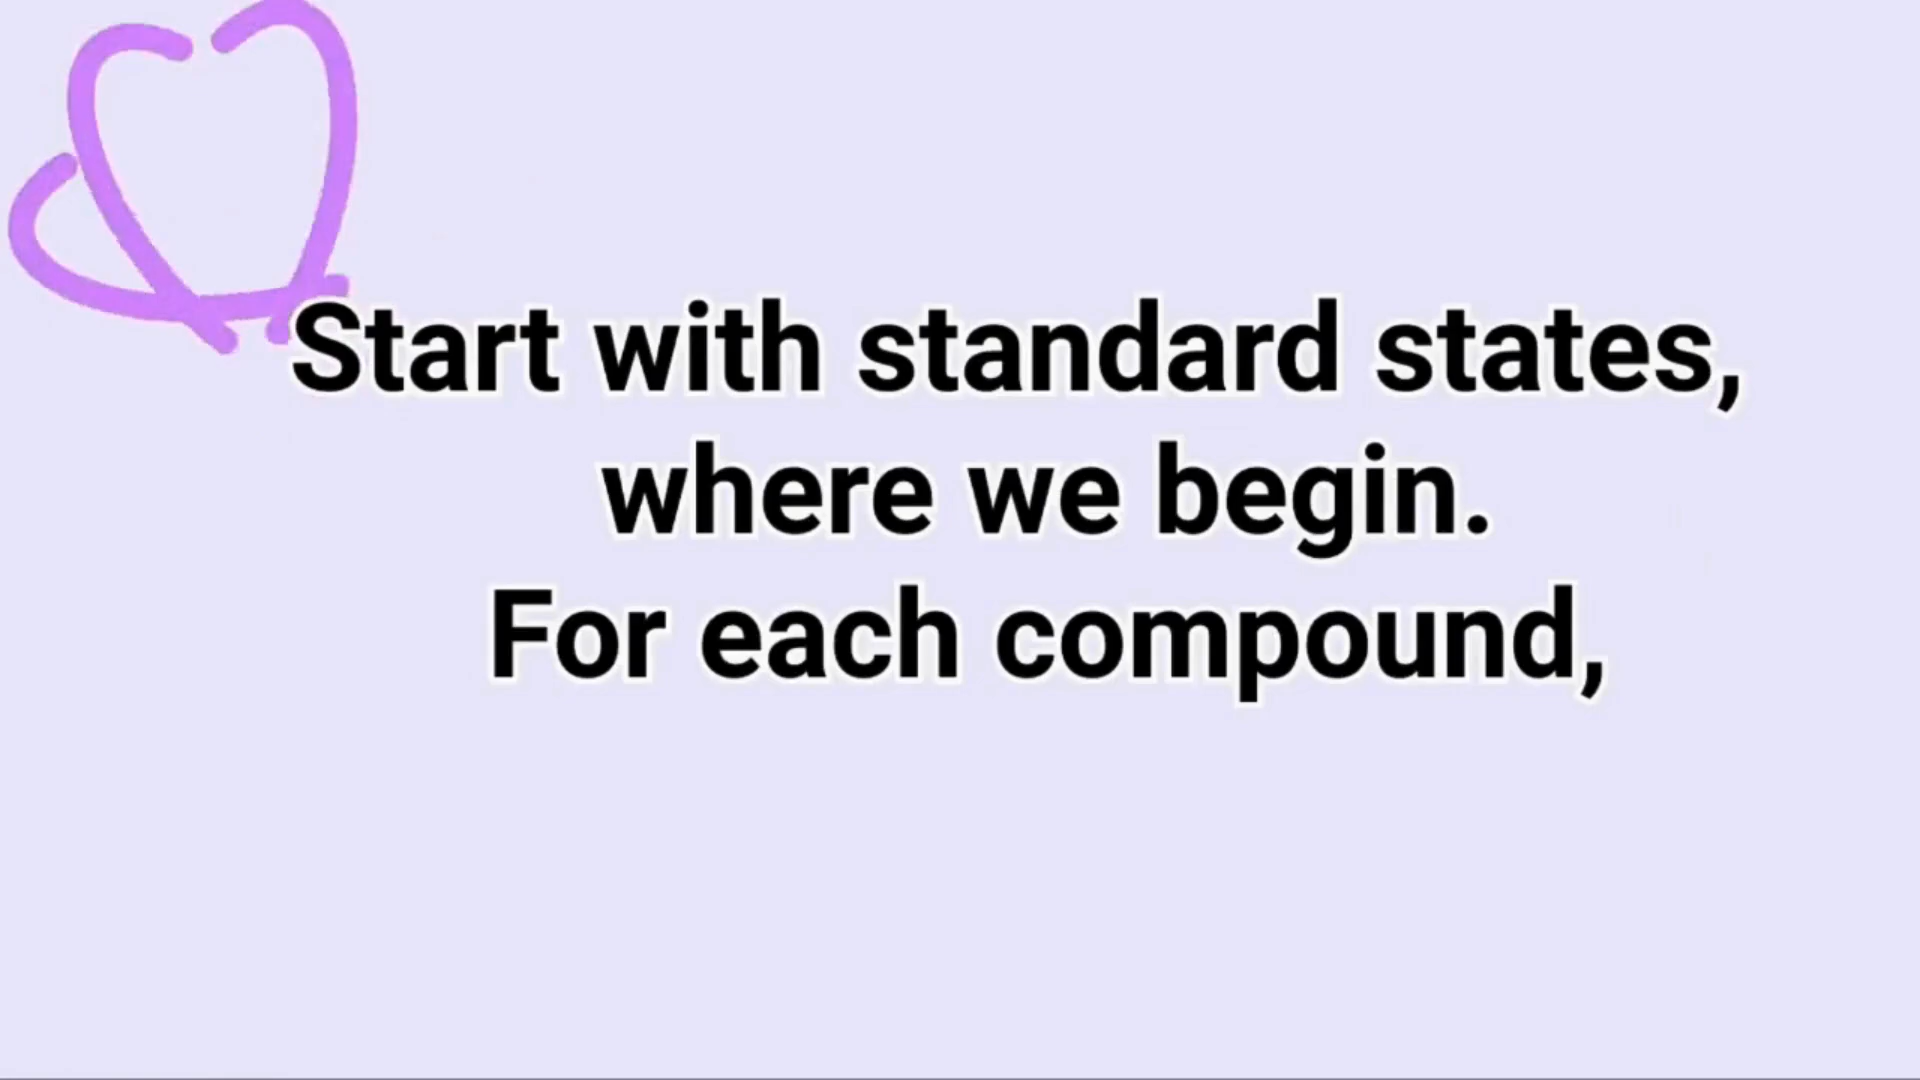 Start with standard states,
where we begin.
For each compound,